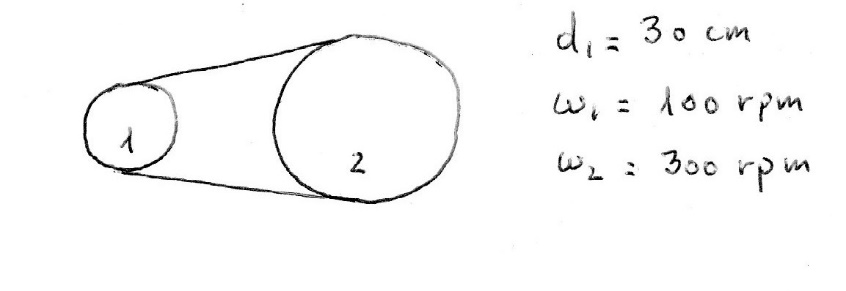 d₁ = 30 cm
ω₁ = 100 rpm
ω₂ = 300 rpm
1
2